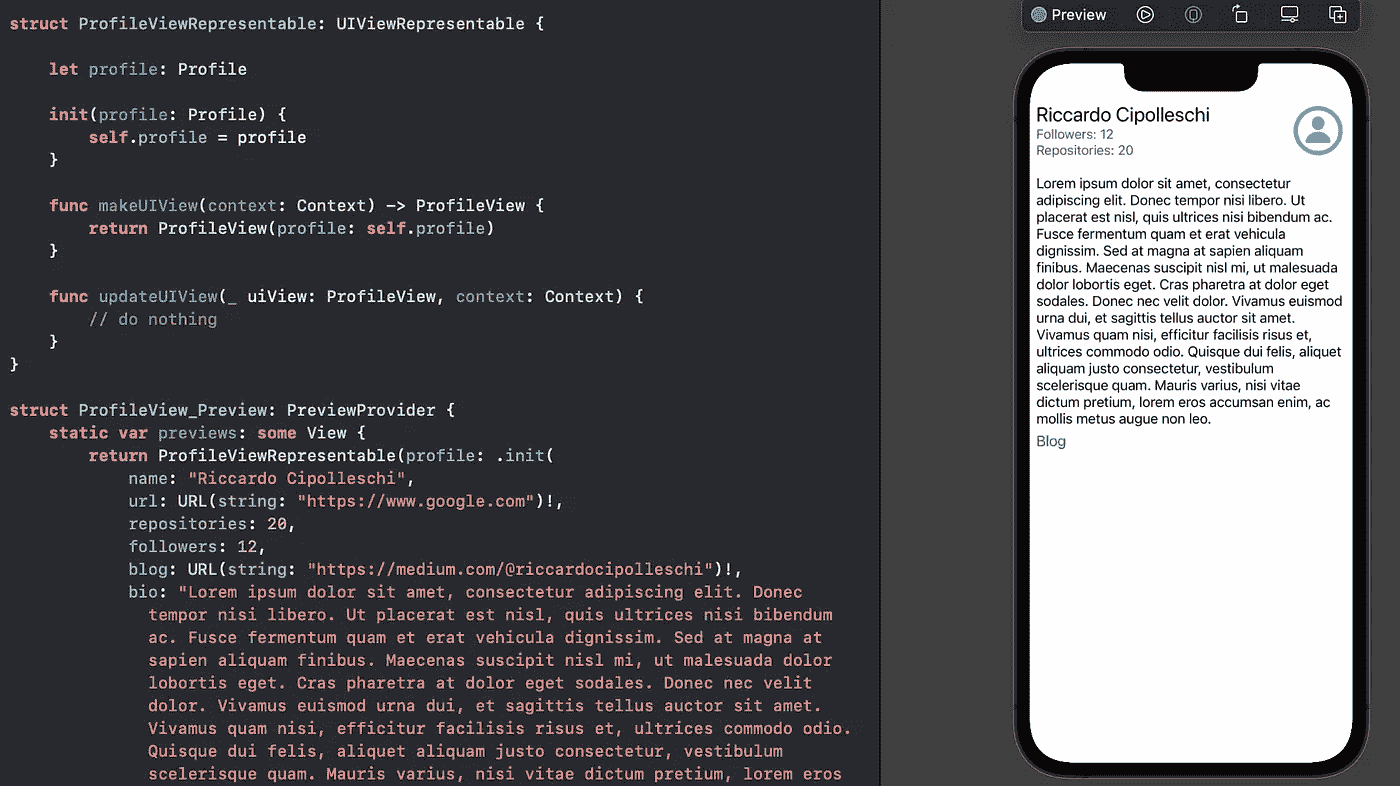 struct ProfileViewRepresentable: UIViewRepresentable {
let profile: Profile
init(profile: Profile) {
self.profile = profile
}
func makeUIView(context: Context) -> ProfileView {
return ProfileView(profile: self.profile)
}
func updateUIView(_ uiView: ProfileView, context: Context) {
// do nothing
}
}
struct ProfileView_Preview: PreviewProvider {
static var previews: some View {
return ProfileViewRepresentable(profile: .init(
name: "Riccardo Cipolleschi",
url: URL(string: "https://www.google.com")!,
repositories: 20,
followers: 12,
blog: URL(string: "https://medium.com/@riccardocipolleschi")!,
bio: "Lorem ipsum dolor sit amet, consectetur adipiscing elit. Donec
tempor nisi libero. Ut placerat est nisl, quis ultrices nisi bibendum
ac. Fusce fermentum quam et erat vehicula dignissim. Sed at magna at
sapien aliquam finibus. Maecenas suscipit nisl mi, ut malesuada dolor
lobortis eget. Cras pharetra at dolor eget sodales. Donec nec velit
dolor. Vivamus euismod urna dui, et sagittis tellus auctor sit amet.
Vivamus quam nisi, efficitur facilisis risus et, ultrices commodo odio.
Quisque dui felis, aliquet aliquam justo consectetur, vestibulum
scelerisque quam. Mauris varius, nisi vitae dictum pretium, lorem eros
Preview
Riccardo Cipolleschi
Followers: 12
Repositories: 20
Lorem ipsum dolor sit amet, consectetur
adipiscing elit. Donec tempor nisi libero. Ut
placerat est nisl, quis ultrices nisi bibendum ac.
Fusce fermentum quam et erat vehicula
dignissim. Sed at magna at sapien aliquam
finibus. Maecenas suscipit nisl mi, ut malesuada
dolor lobortis eget. Cras pharetra at dolor eget
sodales. Donec nec velit dolor. Vivamus euismod
urna dui, et sagittis tellus auctor sit amet.
Vivamus quam nisi, efficitur facilisis risus et,
ultrices commodo odio. Quisque dui felis, aliquet
aliquam justo consectetur, vestibulum
scelerisque quam. Mauris varius, nisi vitae
dictum pretium, lorem eros accumsan enim, ac
mollis metus augue non leo.
Blog